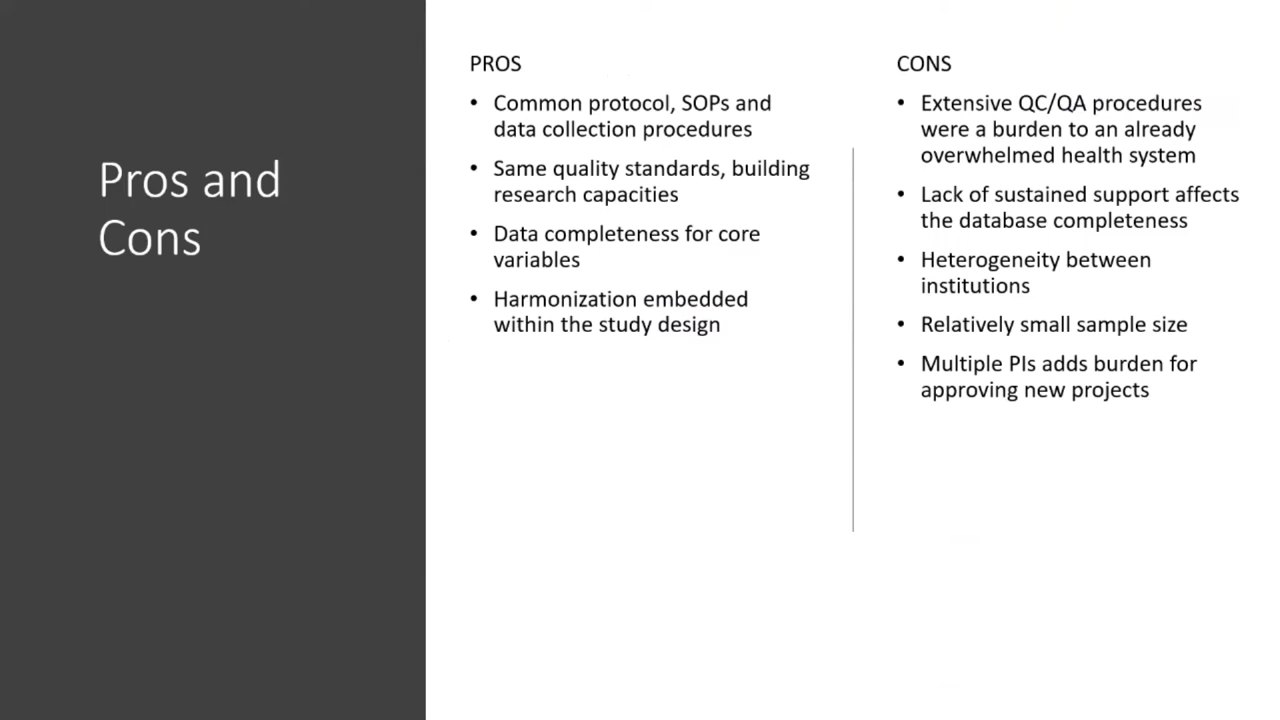 Pros and
Cons
PROS
• Common protocol, SOPs and
data collection procedures
• Same quality standards, building
research capacities
• Data completeness for core
variables
• Harmonization embedded
within the study design
CONS
• Extensive QC/QA procedures
were a burden to an already
overwhelmed health system
• Lack of sustained support affects
the database completeness
• Heterogeneity between
institutions
• Relatively small sample size
• Multiple PIs adds burden for
approving new projects